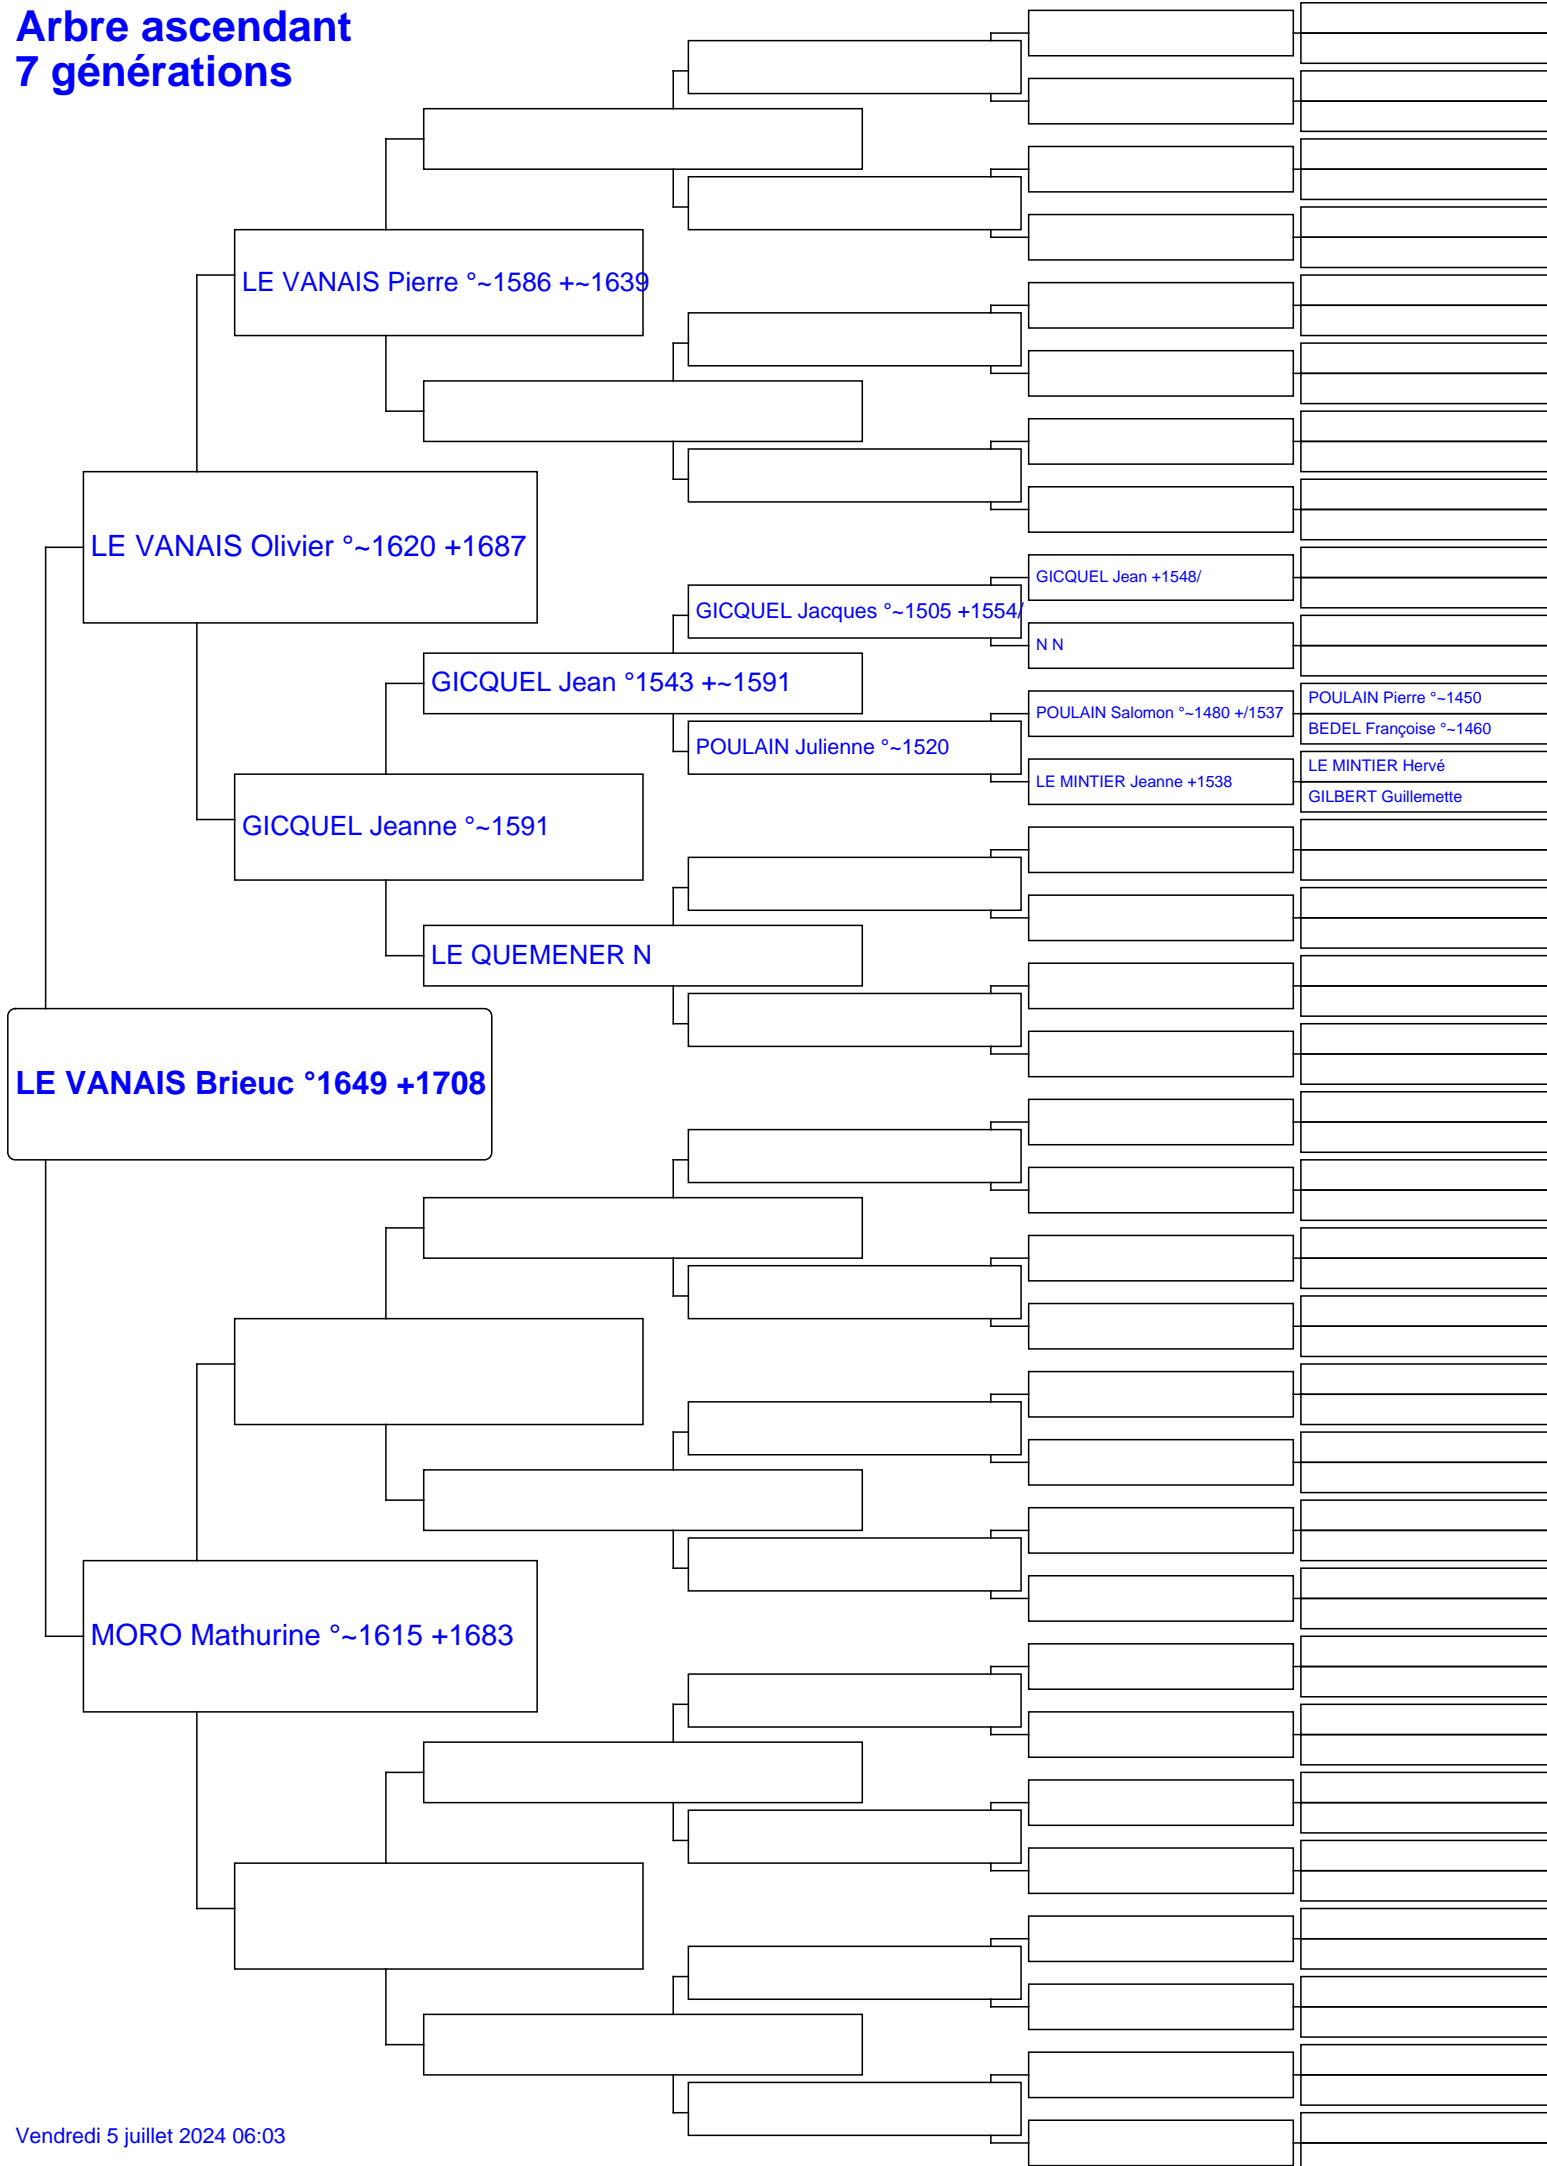 Arbre ascendant
7 générations
LE VANAIS Pierre °~1586 +~1639
LE VANAIS Olivier °~1620 +1687
GICQUEL Jean +1548/
GICQUEL Jacques °~1505 +1554/
N N
GICQUEL Jean °1543 +~1591
POULAIN Pierre °~1450
POULAIN Salomon °~1480 +/1537
BEDEL Françoise °~1460
POULAIN Julienne °~1520
LE MINTIER Hervé
LE MINTIER Jeanne +1538
GILBERT Guillemette
GICQUEL Jeanne °~1591
LE QUEMENER N
LE VANAIS Brieuc °1649 +1708
MORO Mathurine °~1615 +1683
Vendredi 5 juillet 2024 06:03